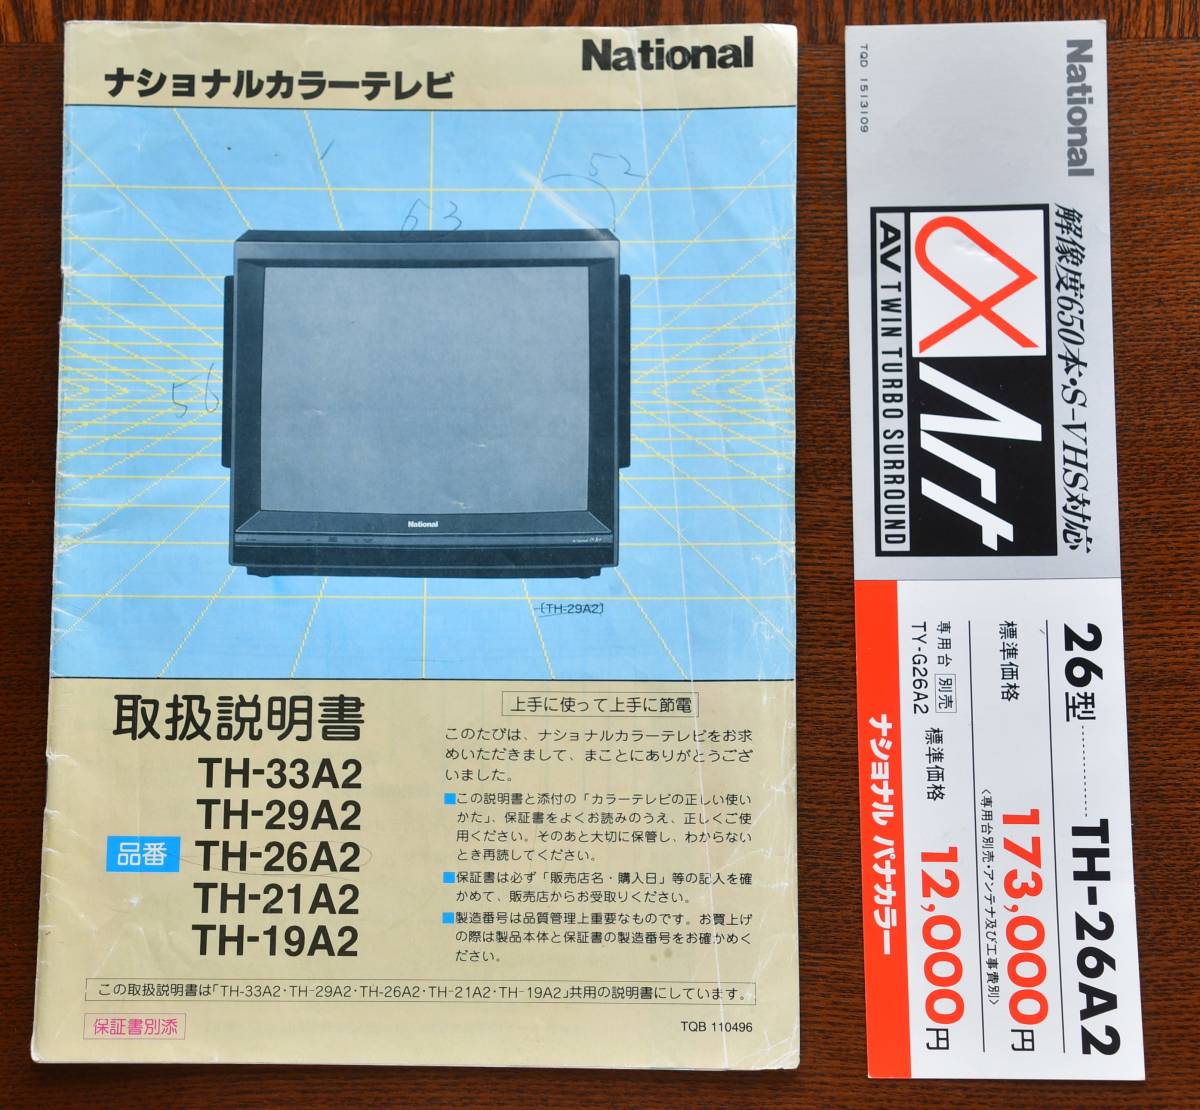 National
ナショナルカラーテレビ
52
63
56
National
(TH-29A2)
取扱説明書
品番
TH-33A2
TH-29A2
TH-26A2
TH-21A2
TH-19A2
上手に使って上手に節電
このたびは、ナショナルカラーテレビをお求
めいただきまして、まことにありがとうござ
いました。
■この説明書と添付の「カラーテレビの正しい使い
かた」、保証書をよくお読みのうえ、正しくご使
用ください。そのあと大切に保管し、わからない
とき再読してください。
■保証書は必ず「販売店名・購入日」等の記入を確
かめて、販売店からお受取りください。
■製造番号は品質管理上重要なものです。お買上げ
の際は製品本体と保証書の製造番号をお確かめく
ださい。
この取扱説明書は「TH-33A2・TH-29A2・TH-26A2・TH-21A2・TH-19A2」共用の説明書にしています。
保証書別添
TQB 110496
National
TQD 1513109
解像度650本・S-VHS対応
αArt
AV TWIN TURBO SURROUND
26型………TH-26A2
標準価格 173,000円
〈専用台別売・アンテナ及び工事費別〉
専用台 別売
TY-G26A2 標準価格 12,000円
ナショナル パナカラー